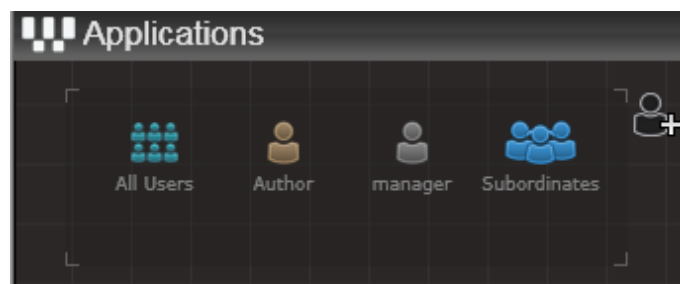 Applications
All Users
Author
manager
Subordinates